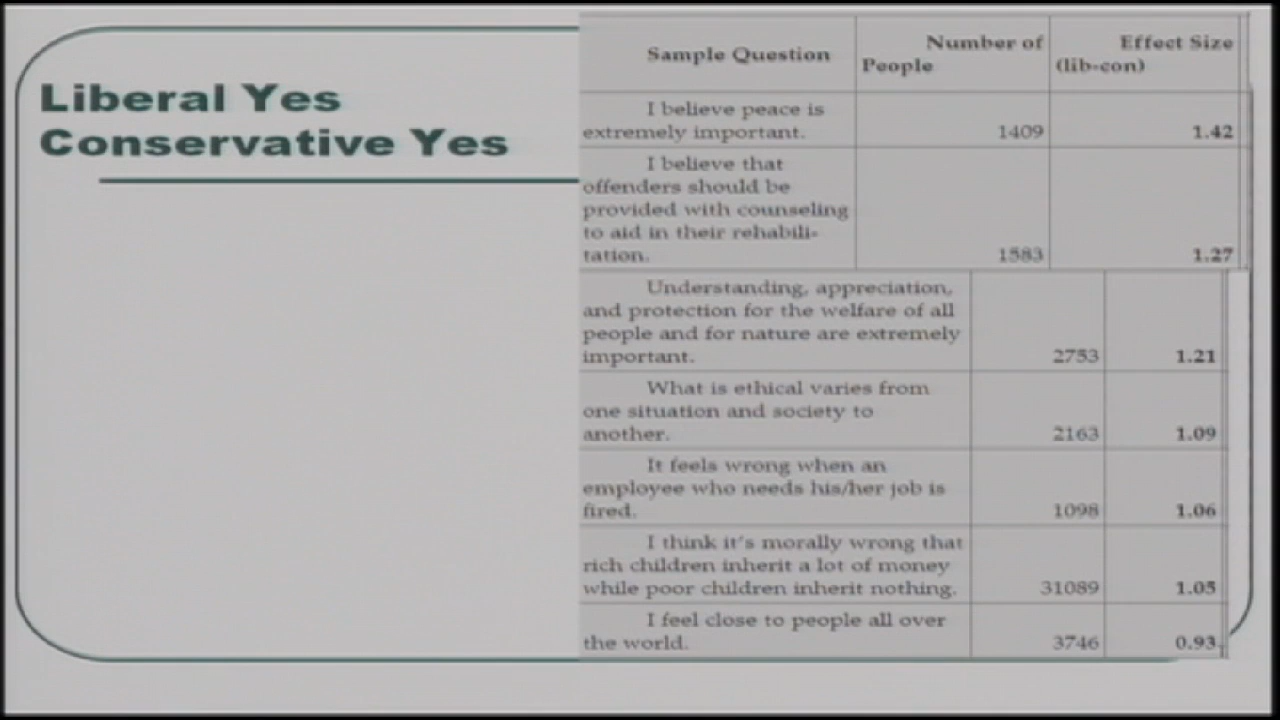 Liberal Yes
Conservative Yes
Sample Question
Number of
People
Effect Size
(lib-con)
I believe peace is
extremely important.
1409
1.42
I believe that
offenders should be
provided with counseling
to aid in their rehabili-
tation.
1583
1.27
Understanding, appreciation,
and protection for the welfare of all
people and for nature are extremely
important.
2753
1.21
What is ethical varies from
one situation and society to
another.
2163
1.09
It feels wrong when an
employee who needs his/her job is
fired.
1098
1.06
I think it's morally wrong that
rich children inherit a lot of money
while poor children inherit nothing.
31089
1.05
I feel close to people all over
the world.
3746
0.93